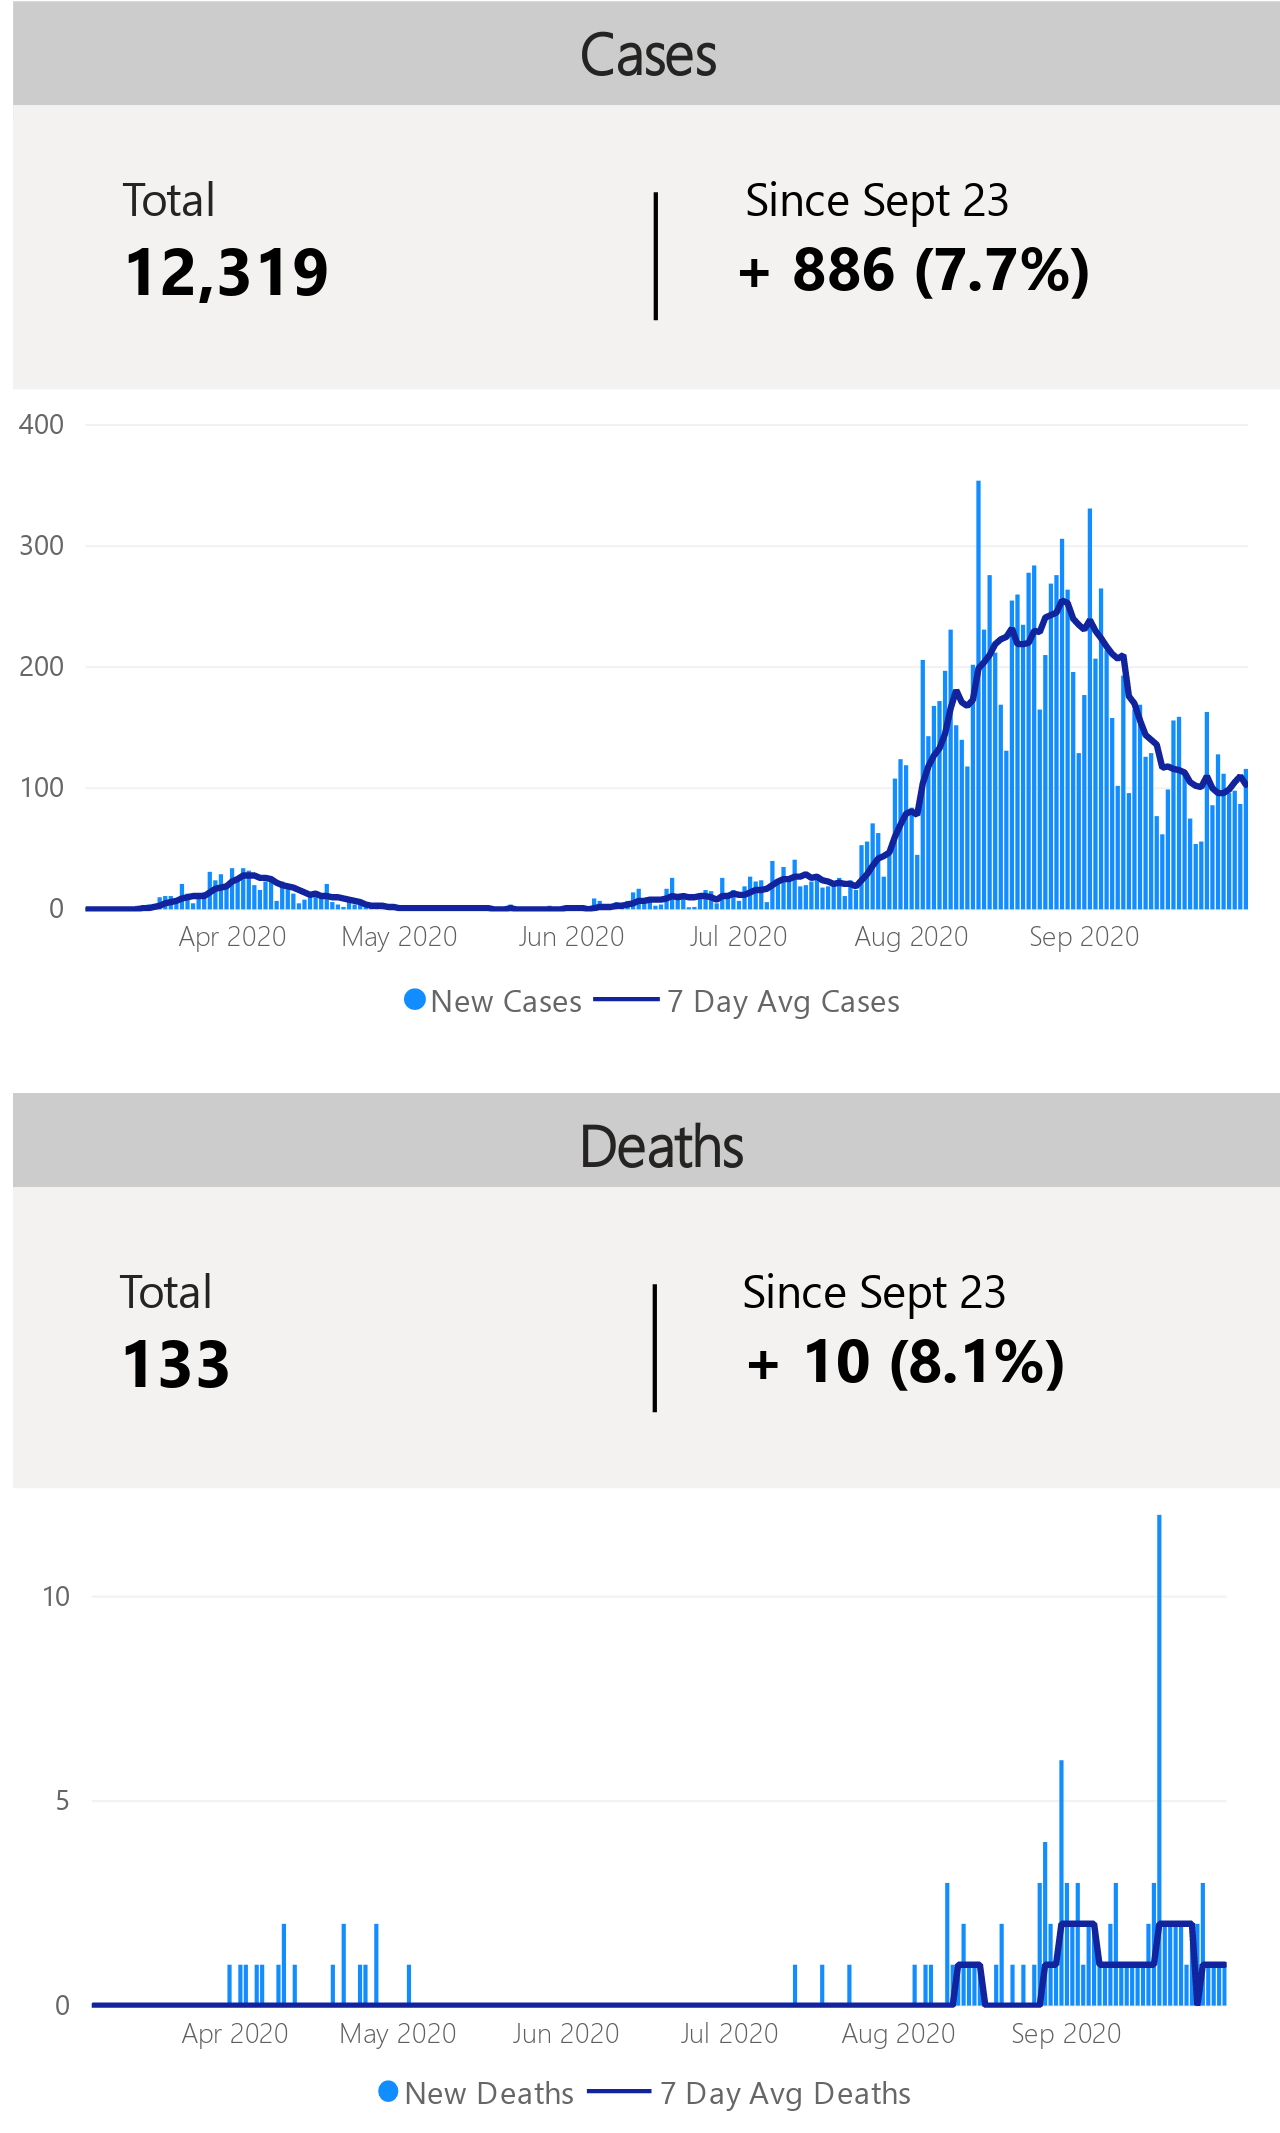 Cases
Total
12,319
Since Sept 23
+ 886 (7.7%)
400
300
200
100
0
Apr 2020 May 2020 Jun 2020 Jul 2020 Aug 2020 Sep 2020
New Cases 7 Day Avg Cases
Deaths
Total
133
Since Sept 23
+ 10 (8.1%)
10
5
0
Apr 2020 May 2020 Jun 2020 Jul 2020 Aug 2020 Sep 2020
New Deaths 7 Day Avg Deaths